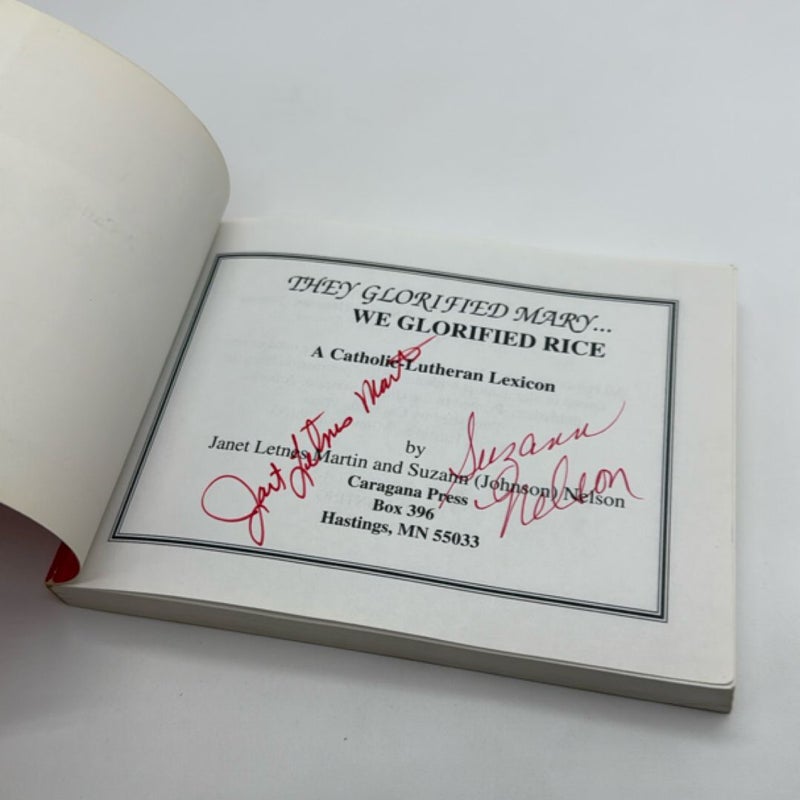 THEY GLORIFIED MARY...
WE GLORIFIED RICE
A Catholic-Lutheran Lexicon
by
Janet Letnes Martin and Suzann (Johnson) Nelson
Caragana Press
Box 396
Hastings, MN 55033
Janet Letnes Martin
Suzann
Nelson